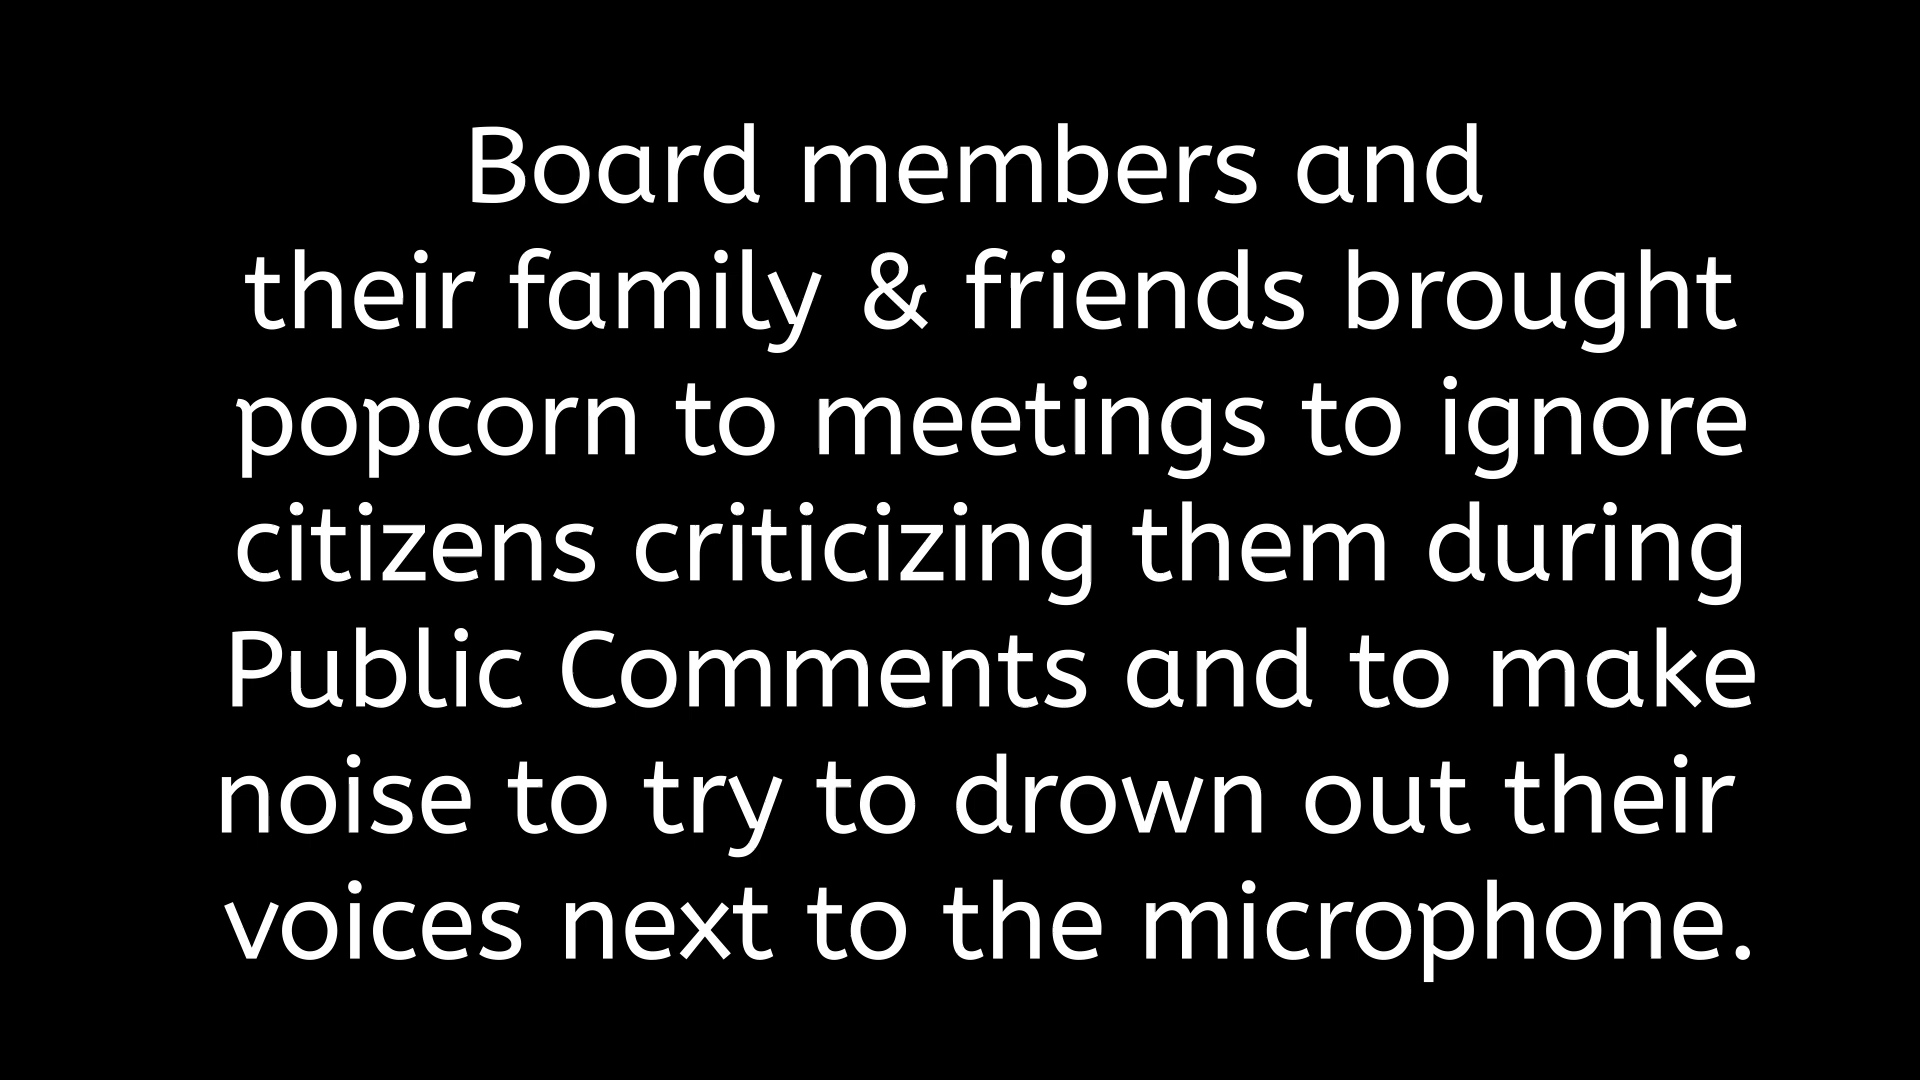 Board members and
their family & friends brought
popcorn to meetings to ignore
citizens criticizing them during
Public Comments and to make
noise to try to drown out their
voices next to the microphone.